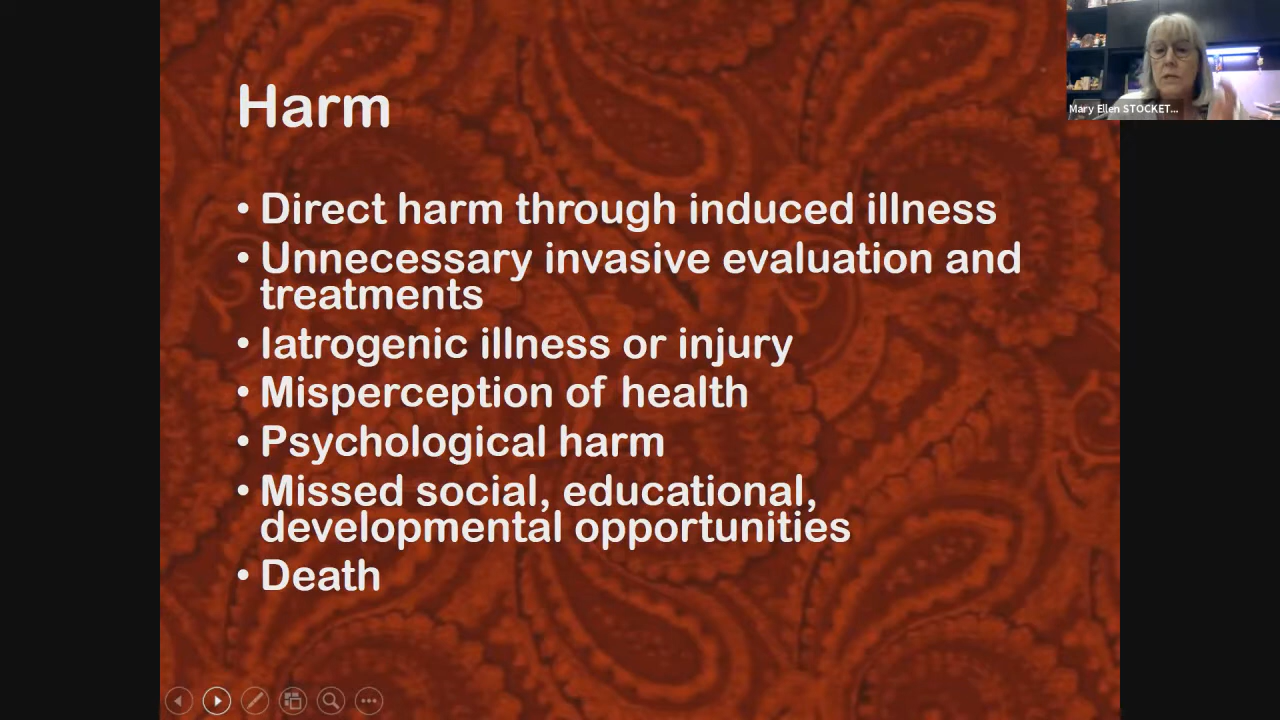 Harm
Mary Ellen STOCKET...
• Direct harm through induced illness
• Unnecessary invasive evaluation and
treatments
• Iatrogenic illness or injury
• Misperception of health
• Psychological harm
• Missed social, educational,
developmental opportunities
• Death